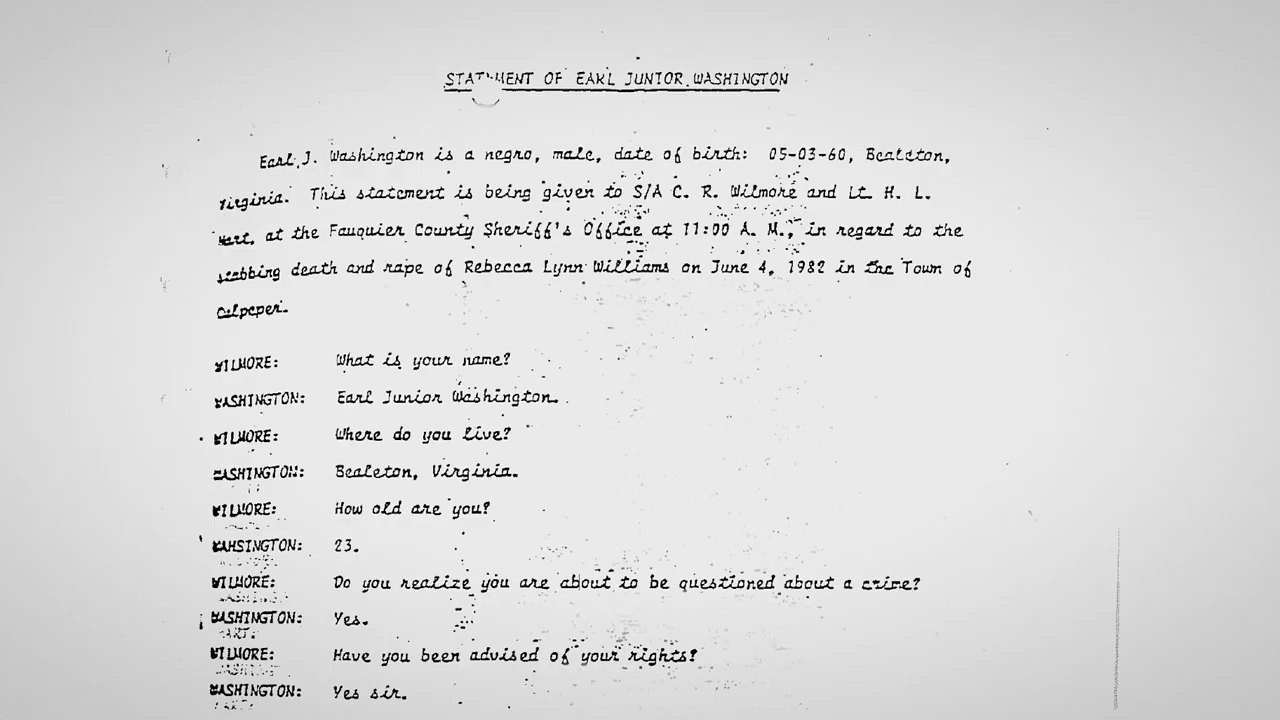 STATEMENT OF EARL JUNIOR WASHINGTON
Earl J. Washington is a negro, male, date of birth: 05-03-60, Bealeton,
Virginia. This statement is being given to S/A C. R. Wilmore and Lt. H. L.
Hart, at the Fauquier County Sheriff's Office at 11:00 A. M., in regard to the
stabbing death and rape of Rebecca Lynn Williams on June 4, 1982 in the Town of
Culpeper.
WILMORE: What is your name?
WASHINGTON: Earl Junior Washington.
WILMORE: Where do you live?
WASHINGTON: Bealeton, Virginia.
WILMORE: How old are you?
WAHSINGTON: 23.
WILMORE: Do you realize you are about to be questioned about a crime?
WASHINGTON: Yes.
WILMORE: Have you been advised of your rights?
WASHINGTON: Yes sir.